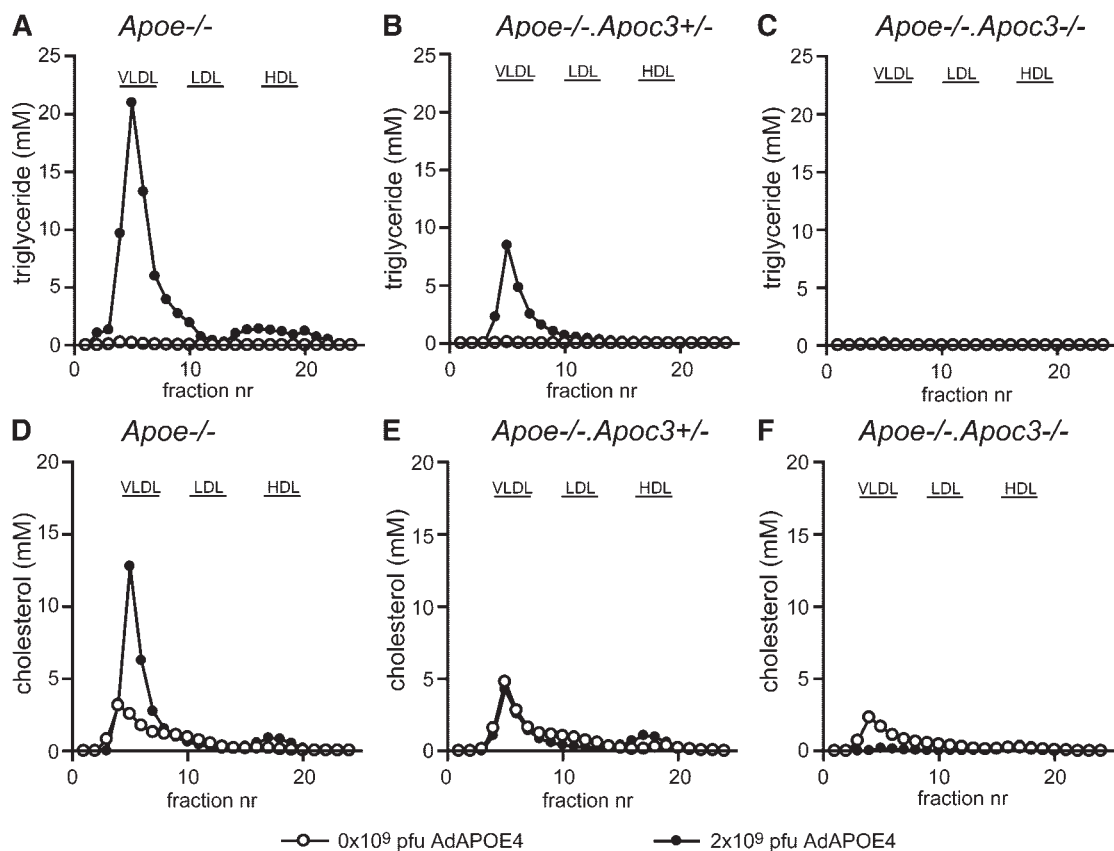 A Apoe-/-
triglyceride (mM)
25
20
15
10
5
0
VLDL LDL HDL
0 10 20
fraction nr
B Apoe-/-.Apoc3+/-
triglyceride (mM)
25
20
15
10
5
0
VLDL LDL HDL
0 10 20
fraction nr
C Apoe-/-.Apoc3-/-
triglyceride (mM)
25
20
15
10
5
0
VLDL LDL HDL
0 10 20
fraction nr
D Apoe-/-
cholesterol (mM)
20
15
10
5
0
VLDL LDL HDL
0 10 20
fraction nr
E Apoe-/-.Apoc3+/-
cholesterol (mM)
20
15
10
5
0
VLDL LDL HDL
0 10 20
fraction nr
F Apoe-/-.Apoc3-/-
cholesterol (mM)
20
15
10
5
0
VLDL LDL HDL
0 10 20
fraction nr
0x10⁹ pfu AdAPOE4 2x10⁹ pfu AdAPOE4